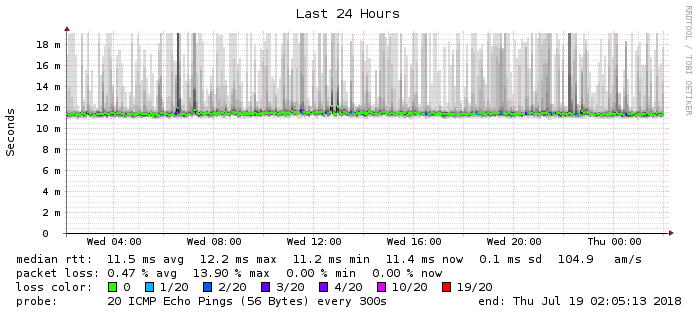 Last 24 Hours
RRDTOOL / TOBI OETIKER
Seconds
18 m
16 m
14 m
12 m
10 m
8 m
6 m
4 m
2 m
0
Wed 04:00 Wed 08:00 Wed 12:00 Wed 16:00 Wed 20:00 Thu 00:00
median rtt: 11.5 ms avg 12.2 ms max 11.2 ms min 11.4 ms now 0.1 ms sd 104.9 am/s
packet loss: 0.47 % avg 13.90 % max 0.00 % min 0.00 % now
loss color: 0 1/20 2/20 3/20 4/20 10/20 19/20
probe: 20 ICMP Echo Pings (56 Bytes) every 300s end: Thu Jul 19 02:05:13 2018